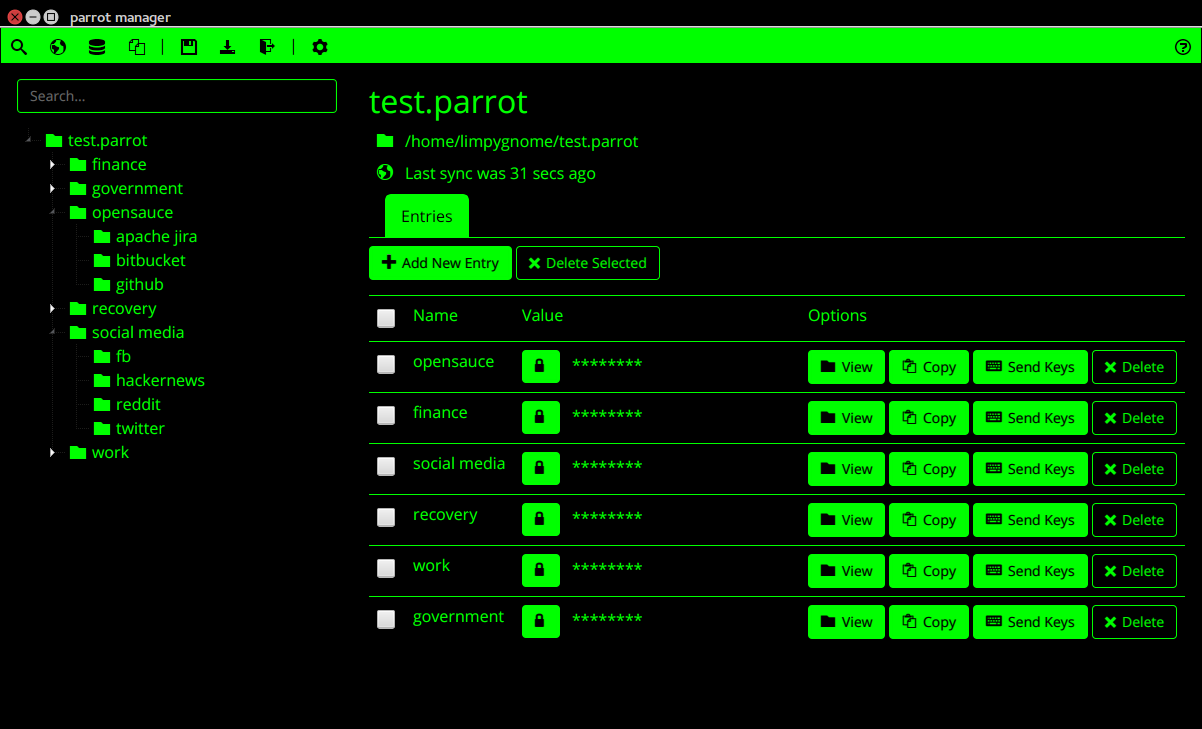 parrot manager
Search...
test.parrot
finance
government
opensauce
apache jira
bitbucket
github
recovery
social media
fb
hackernews
reddit
twitter
work
test.parrot
/home/limpygnome/test.parrot
Last sync was 31 secs ago
Entries
Add New Entry Delete Selected
Name Value Options
opensauce ******** View Copy Send Keys Delete
finance ******** View Copy Send Keys Delete
social media ******** View Copy Send Keys Delete
recovery ******** View Copy Send Keys Delete
work ******** View Copy Send Keys Delete
government ******** View Copy Send Keys Delete